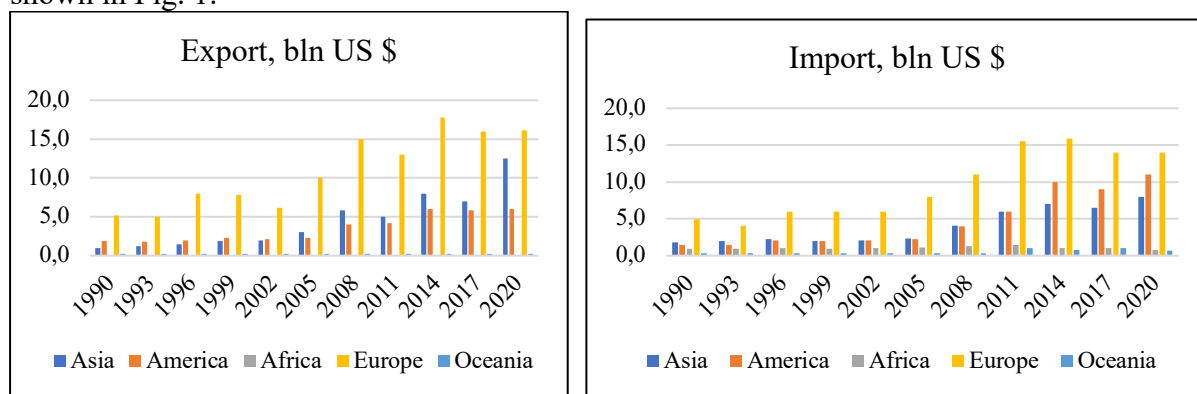 shown in Fig. 1.
Export, bln US $
20,0
15,0
10,0
5,0
0,0
1990 1993 1996 1999 2002 2005 2008 2011 2014 2017 2020
Asia America Africa Europe Oceania
Import, bln US $
20,0
15,0
10,0
5,0
0,0
1990 1993 1996 1999 2002 2005 2008 2011 2014 2017 2020
Asia America Africa Europe Oceania